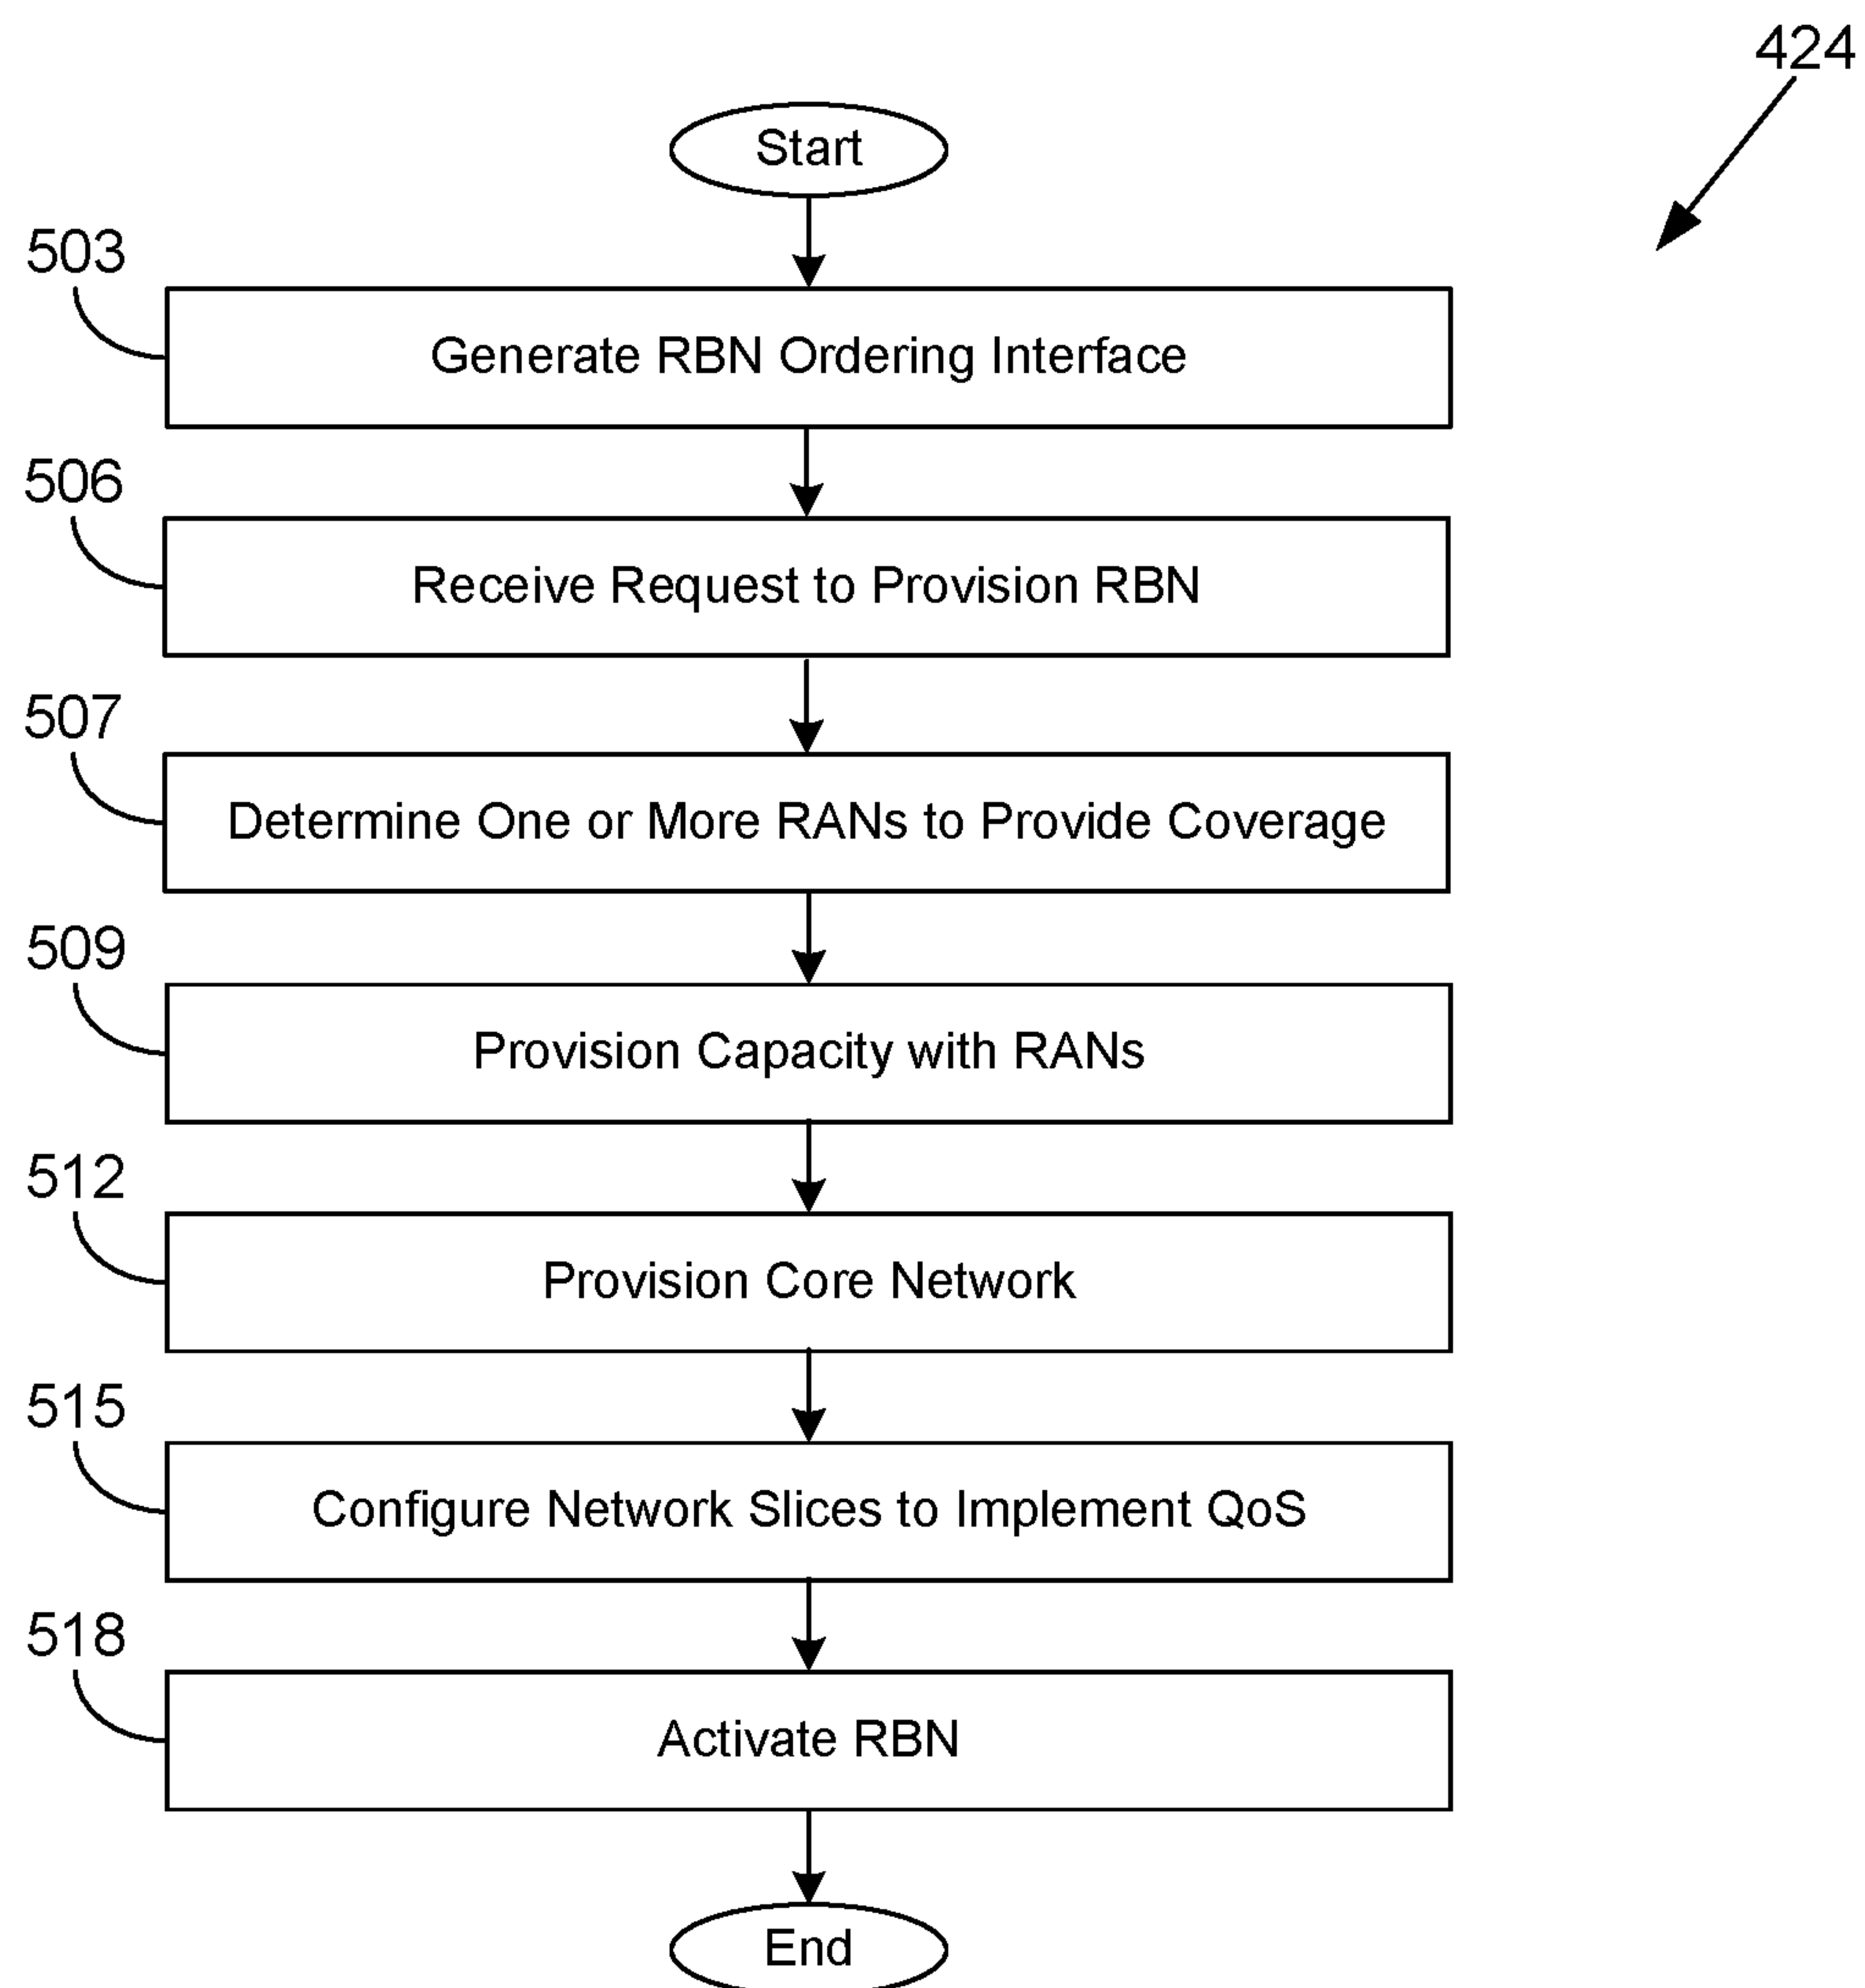 424
Start
503
Generate RBN Ordering Interface
506
Receive Request to Provision RBN
507
Determine One or More RANs to Provide Coverage
509
Provision Capacity with RANs
512
Provision Core Network
515
Configure Network Slices to Implement QoS
518
Activate RBN
End